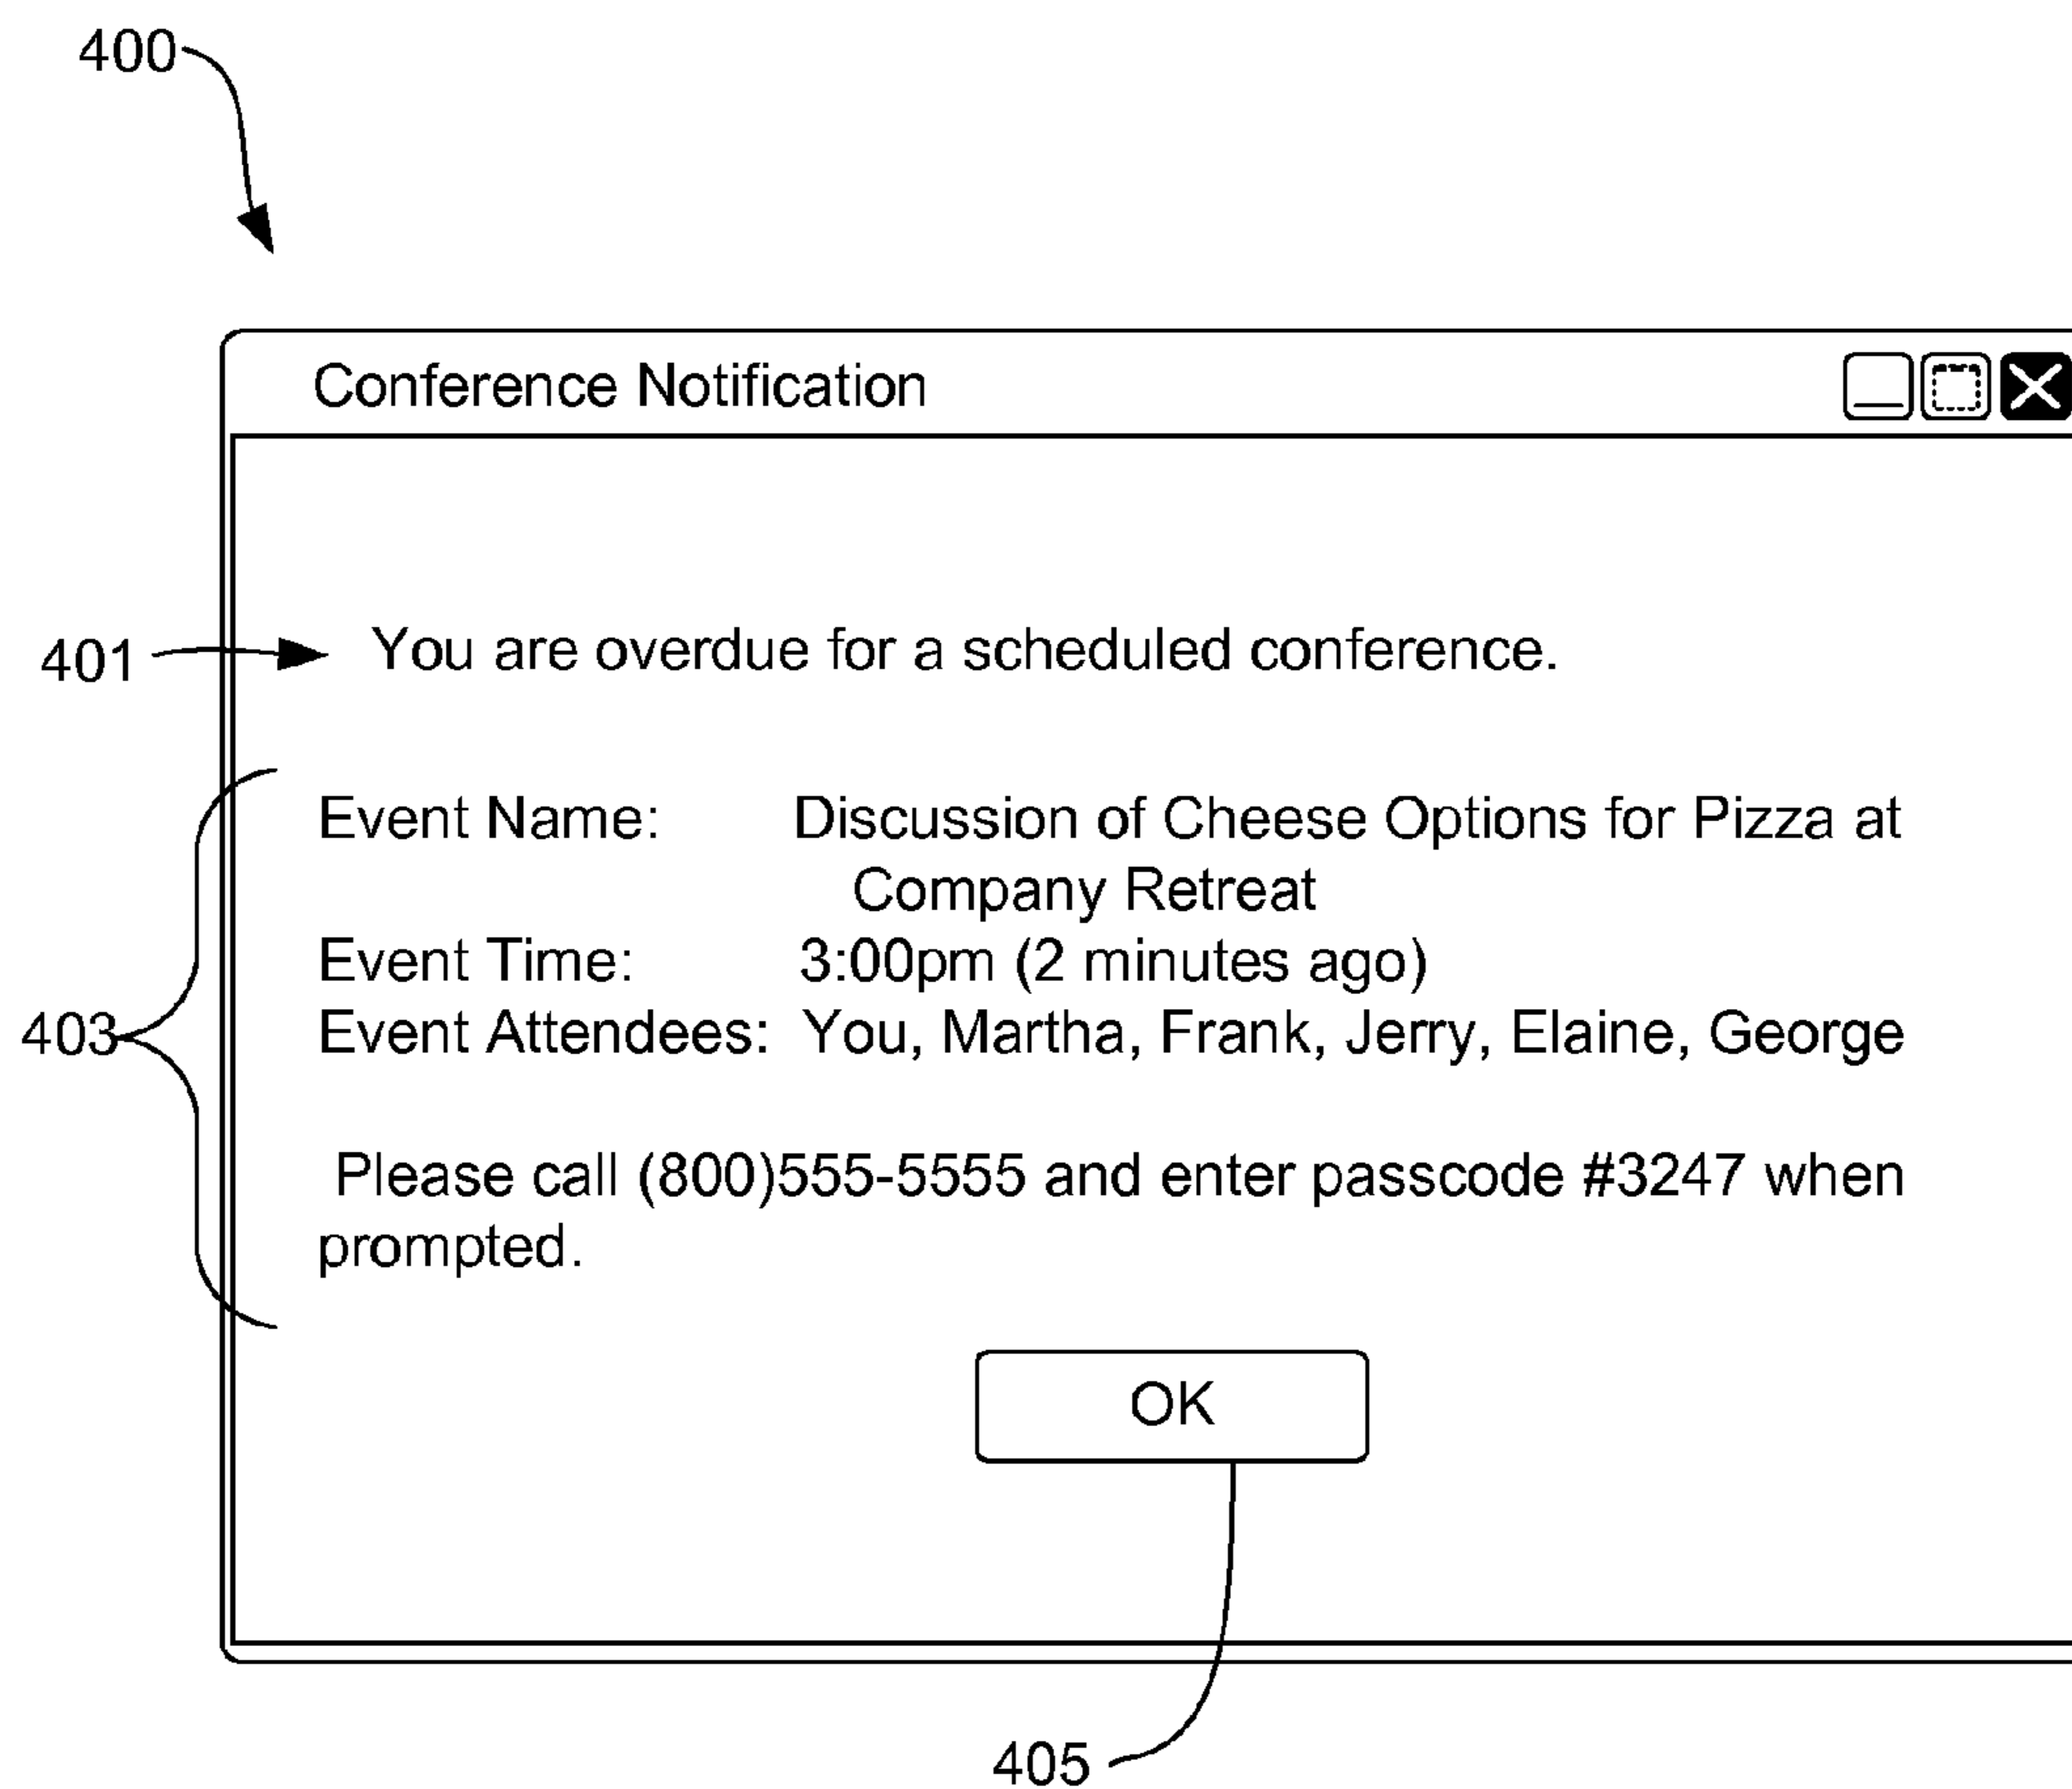 400
Conference Notification
401
You are overdue for a scheduled conference.
Event Name: Discussion of Cheese Options for Pizza at
Company Retreat
Event Time: 3:00pm (2 minutes ago)
403
Event Attendees: You, Martha, Frank, Jerry, Elaine, George
Please call (800)555-5555 and enter passcode #3247 when
prompted.
OK
405